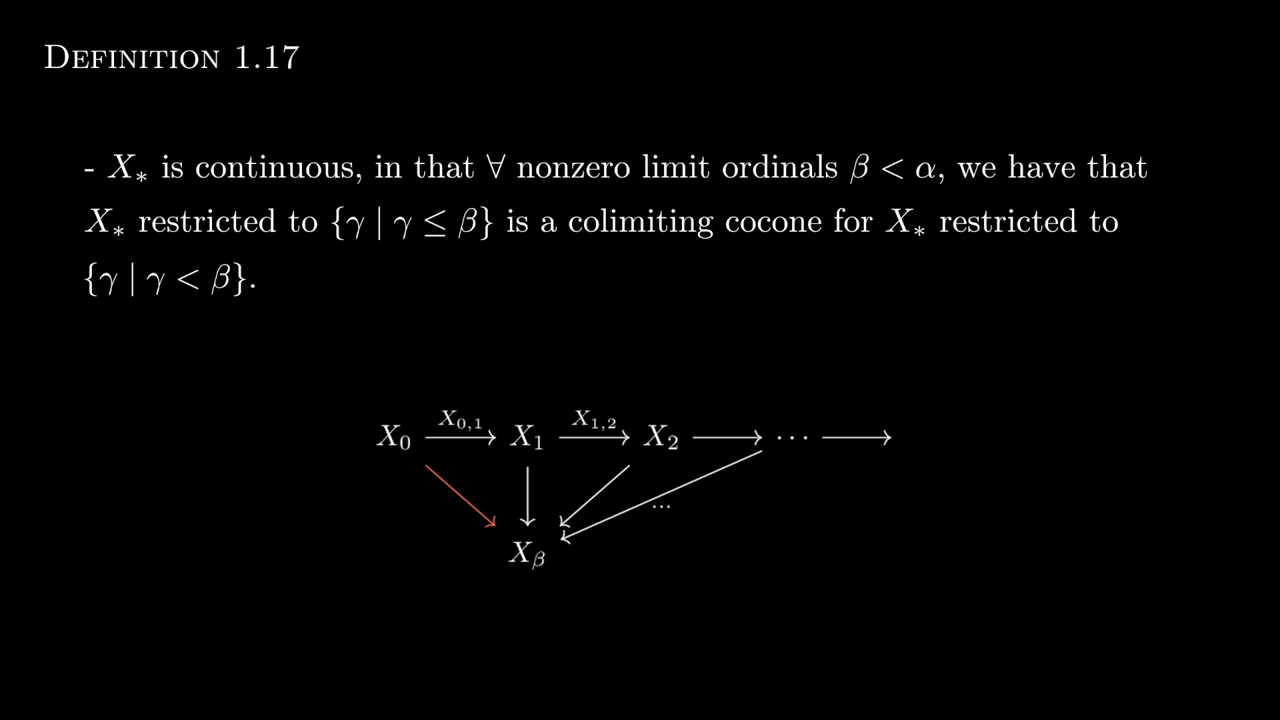 DEFINITION 1.17
- X_* is continuous, in that ∀ nonzero limit ordinals β < α, we have that
X_* restricted to {γ | γ ≤ β} is a colimiting cocone for X_* restricted to
{γ | γ < β}.
X_{0,1} X_{1,2}
X_0 X_1 X_2 ⋯
...
X_β